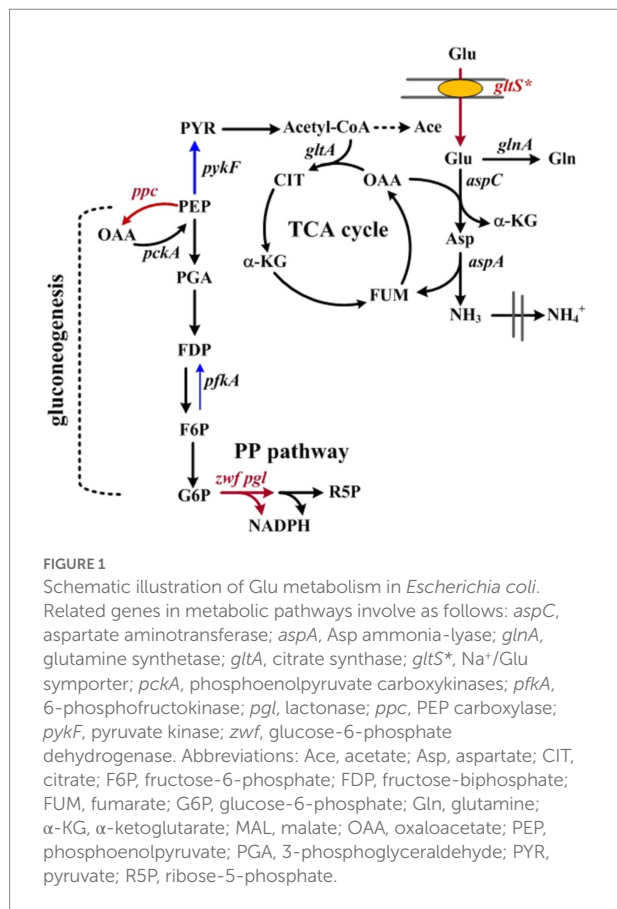 Glu
gltS*
PYR
Acetyl-CoA
Ace
gltA
Glu
glnA
Gln
pykF
CIT
OAA
aspC
ppc
PEP
α-KG
OAA
TCA cycle
Asp
pckA
α-KG
aspA
PGA
FUM
NH₃
NH₄⁺
gluconeogenesis
FDP
pfkA
F6P
PP pathway
zwf pgl
G6P
R5P
NADPH
FIGURE 1
Schematic illustration of Glu metabolism in Escherichia coli.
Related genes in metabolic pathways involve as follows: aspC,
aspartate aminotransferase; aspA, Asp ammonia-lyase; glnA,
glutamine synthetase; gltA, citrate synthase; gltS*, Na⁺/Glu
symporter; pckA, phosphoenolpyruvate carboxykinases; pfkA,
6-phosphofructokinase; pgl, lactonase; ppc, PEP carboxylase;
pykF, pyruvate kinase; zwf, glucose-6-phosphate
dehydrogenase. Abbreviations: Ace, acetate; Asp, aspartate; CIT,
citrate; F6P, fructose-6-phosphate; FDP, fructose-biphosphate;
FUM, fumarate; G6P, glucose-6-phosphate; Gln, glutamine;
α-KG, α-ketoglutarate; MAL, malate; OAA, oxaloacetate; PEP,
phosphoenolpyruvate; PGA, 3-phosphoglyceraldehyde; PYR,
pyruvate; R5P, ribose-5-phosphate.